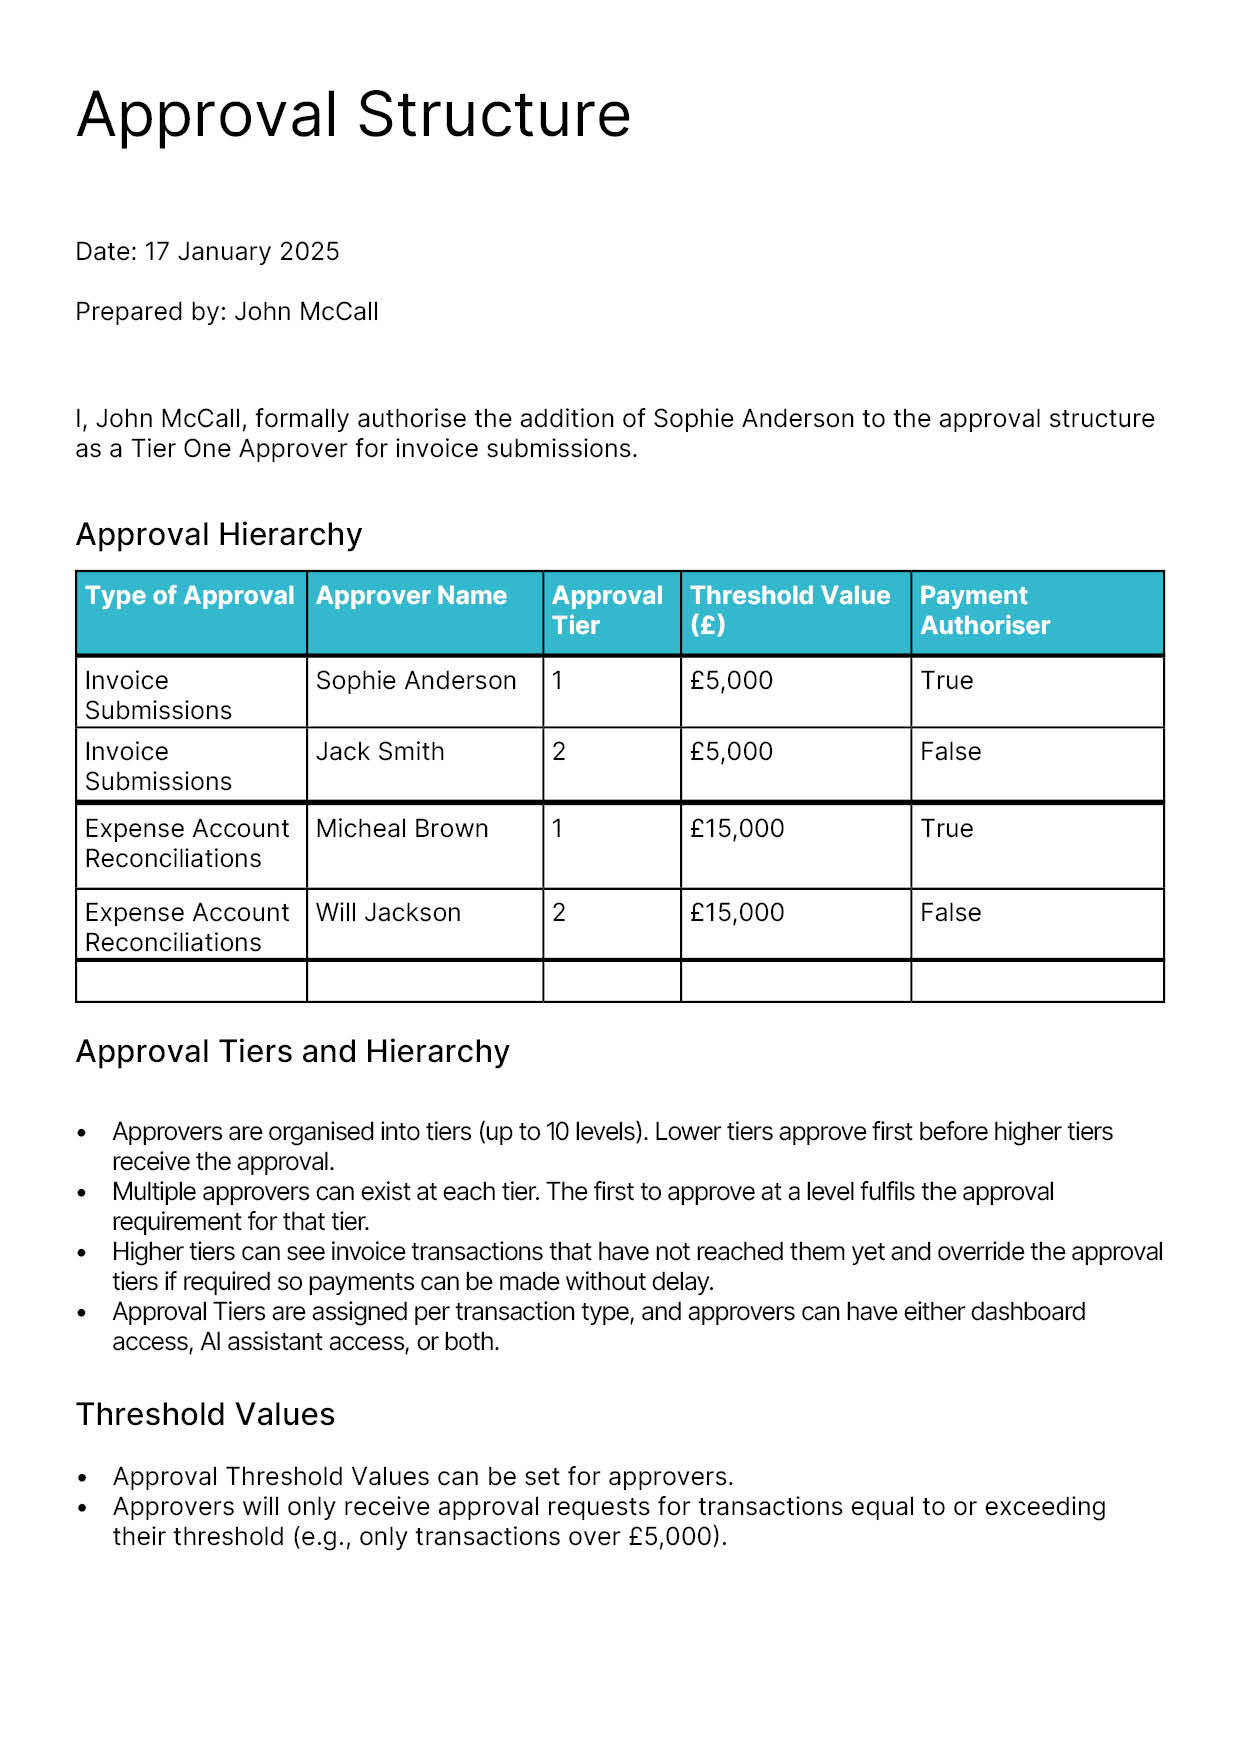 Approval Structure
Date: 17 January 2025
Prepared by: John McCall
I, John McCall, formally authorise the addition of Sophie Anderson to the approval structure
as a Tier One Approver for invoice submissions.
Approval Hierarchy
Type of Approval Approver Name Approval Tier Threshold Value (£) Payment Authoriser
Invoice Submissions Sophie Anderson 1 £5,000 True
Invoice Submissions Jack Smith 2 £5,000 False
Expense Account Reconciliations Micheal Brown 1 £15,000 True
Expense Account Reconciliations Will Jackson 2 £15,000 False
Approval Tiers and Hierarchy
• Approvers are organised into tiers (up to 10 levels). Lower tiers approve first before higher tiers
receive the approval.
• Multiple approvers can exist at each tier. The first to approve at a level fulfils the approval
requirement for that tier.
• Higher tiers can see invoice transactions that have not reached them yet and override the approval
tiers if required so payments can be made without delay.
• Approval Tiers are assigned per transaction type, and approvers can have either dashboard
access, AI assistant access, or both.
Threshold Values
• Approval Threshold Values can be set for approvers.
• Approvers will only receive approval requests for transactions equal to or exceeding
their threshold (e.g., only transactions over £5,000).